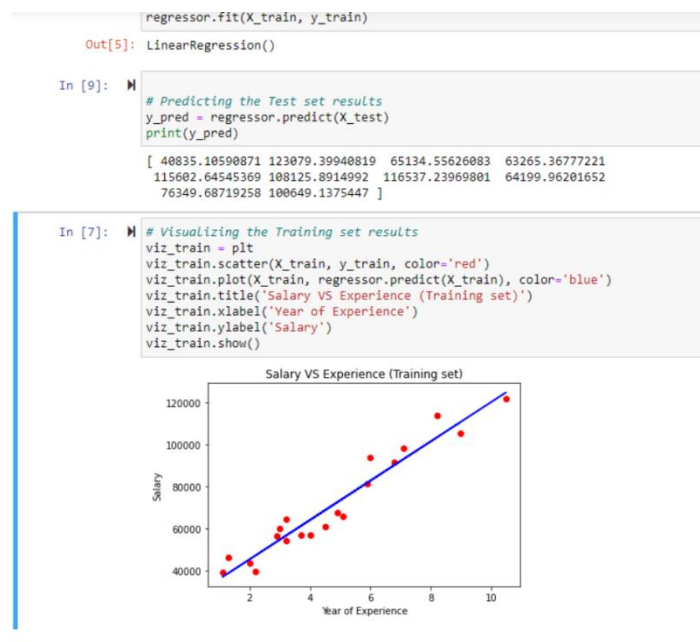 regressor.fit(X_train, y_train)
Out[5]: LinearRegression()
In [9]:
# Predicting the Test set results
y_pred = regressor.predict(X_test)
print(y_pred)
[ 40835.10590871 123079.39940819  65134.55626083  63265.36777221
 115602.64545369 108125.8914992  116537.23969801  64199.96201652
  76349.68719258 100649.1375447 ]
In [7]: # Visualizing the Training set results
viz_train = plt
viz_train.scatter(X_train, y_train, color='red')
viz_train.plot(X_train, regressor.predict(X_train), color='blue')
viz_train.title('Salary VS Experience (Training set)')
viz_train.xlabel('Year of Experience')
viz_train.ylabel('Salary')
viz_train.show()
Salary VS Experience (Training set)
120000
100000
80000
60000
40000
Salary
2 4 6 8 10
Year of Experience